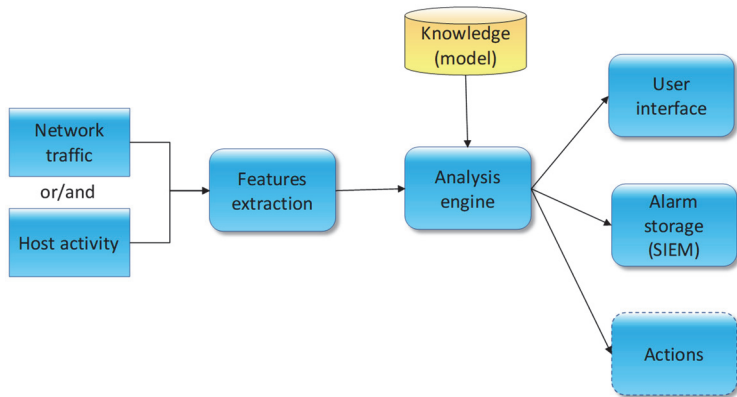 Knowledge
(model)
User
interface
Network
traffic
or/and
Host activity
Features
extraction
Analysis
engine
Alarm
storage
(SIEM)
Actions